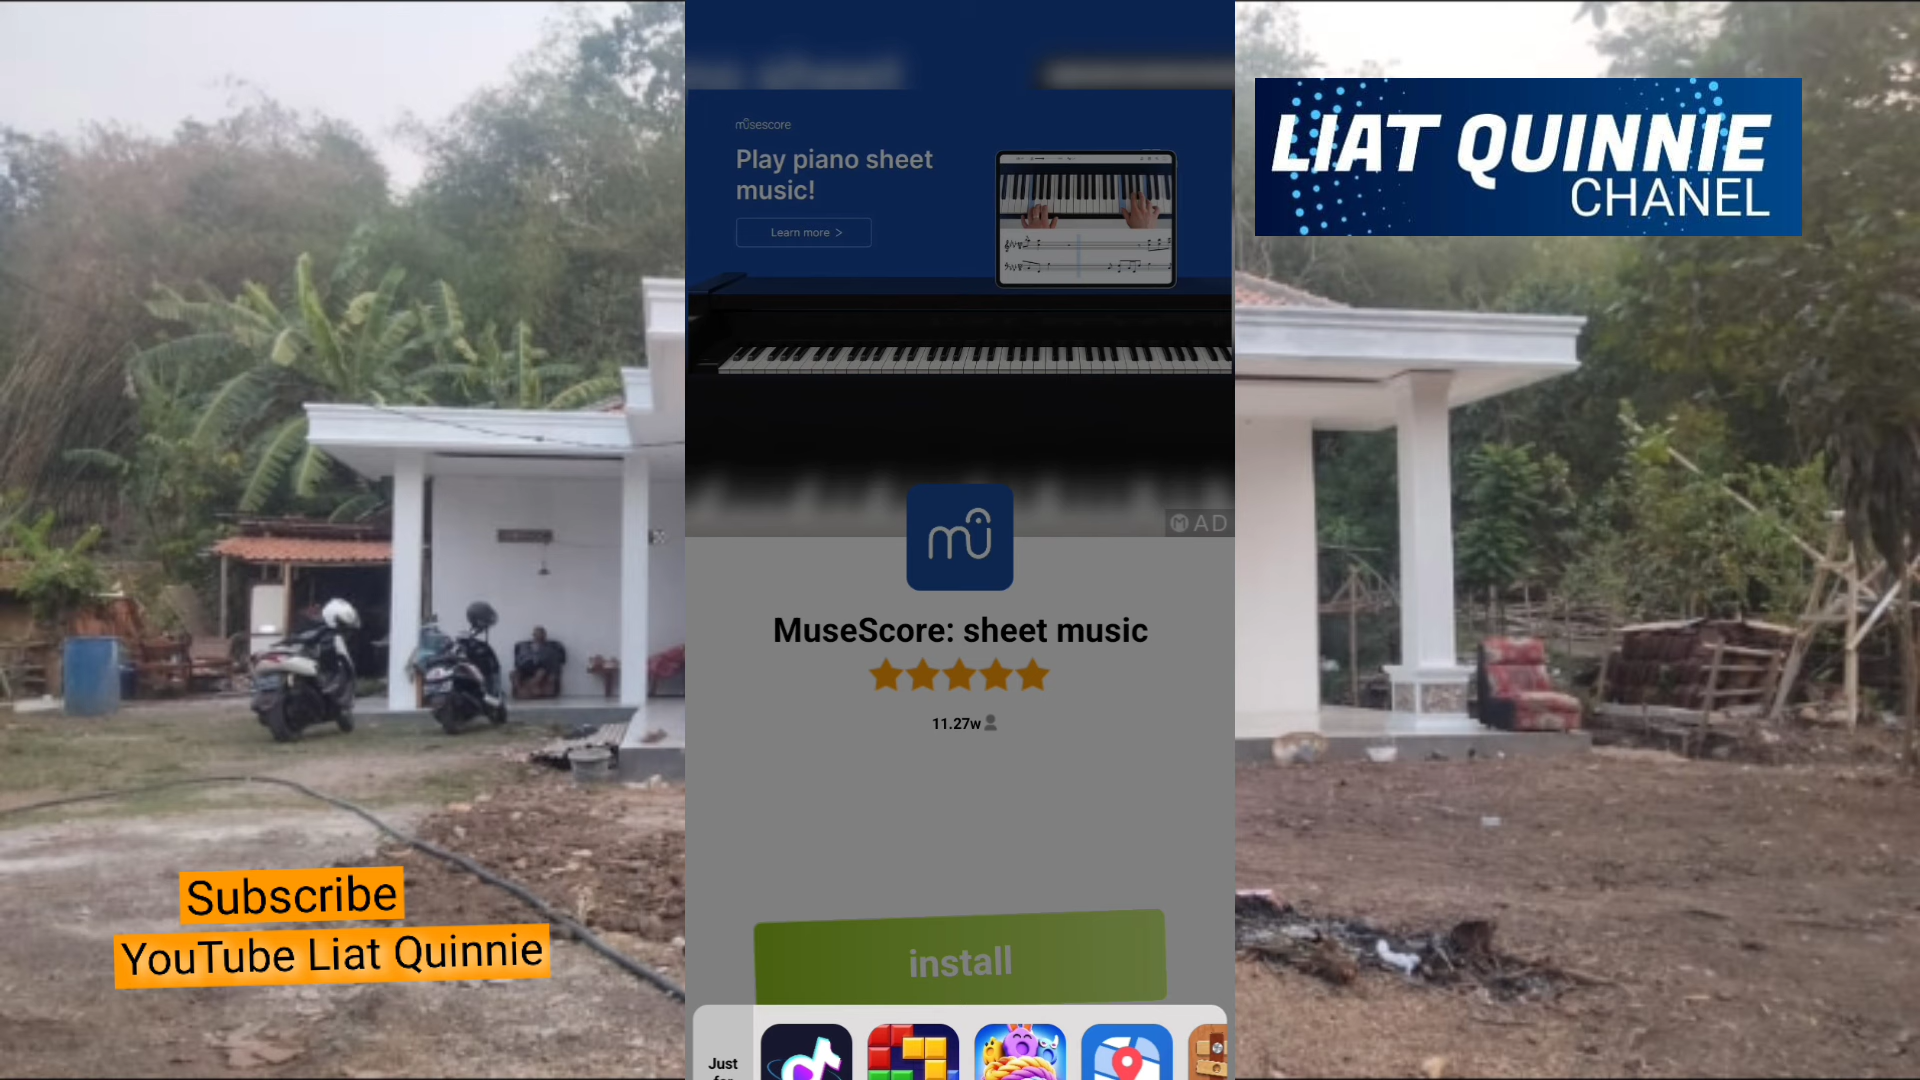 musescore
Play piano sheet
music!
Learn more >
AD
MuseScore: sheet music
11.27w
install
Just
for
LIAT QUINNIE
CHANEL
Subscribe
YouTube Liat Quinnie